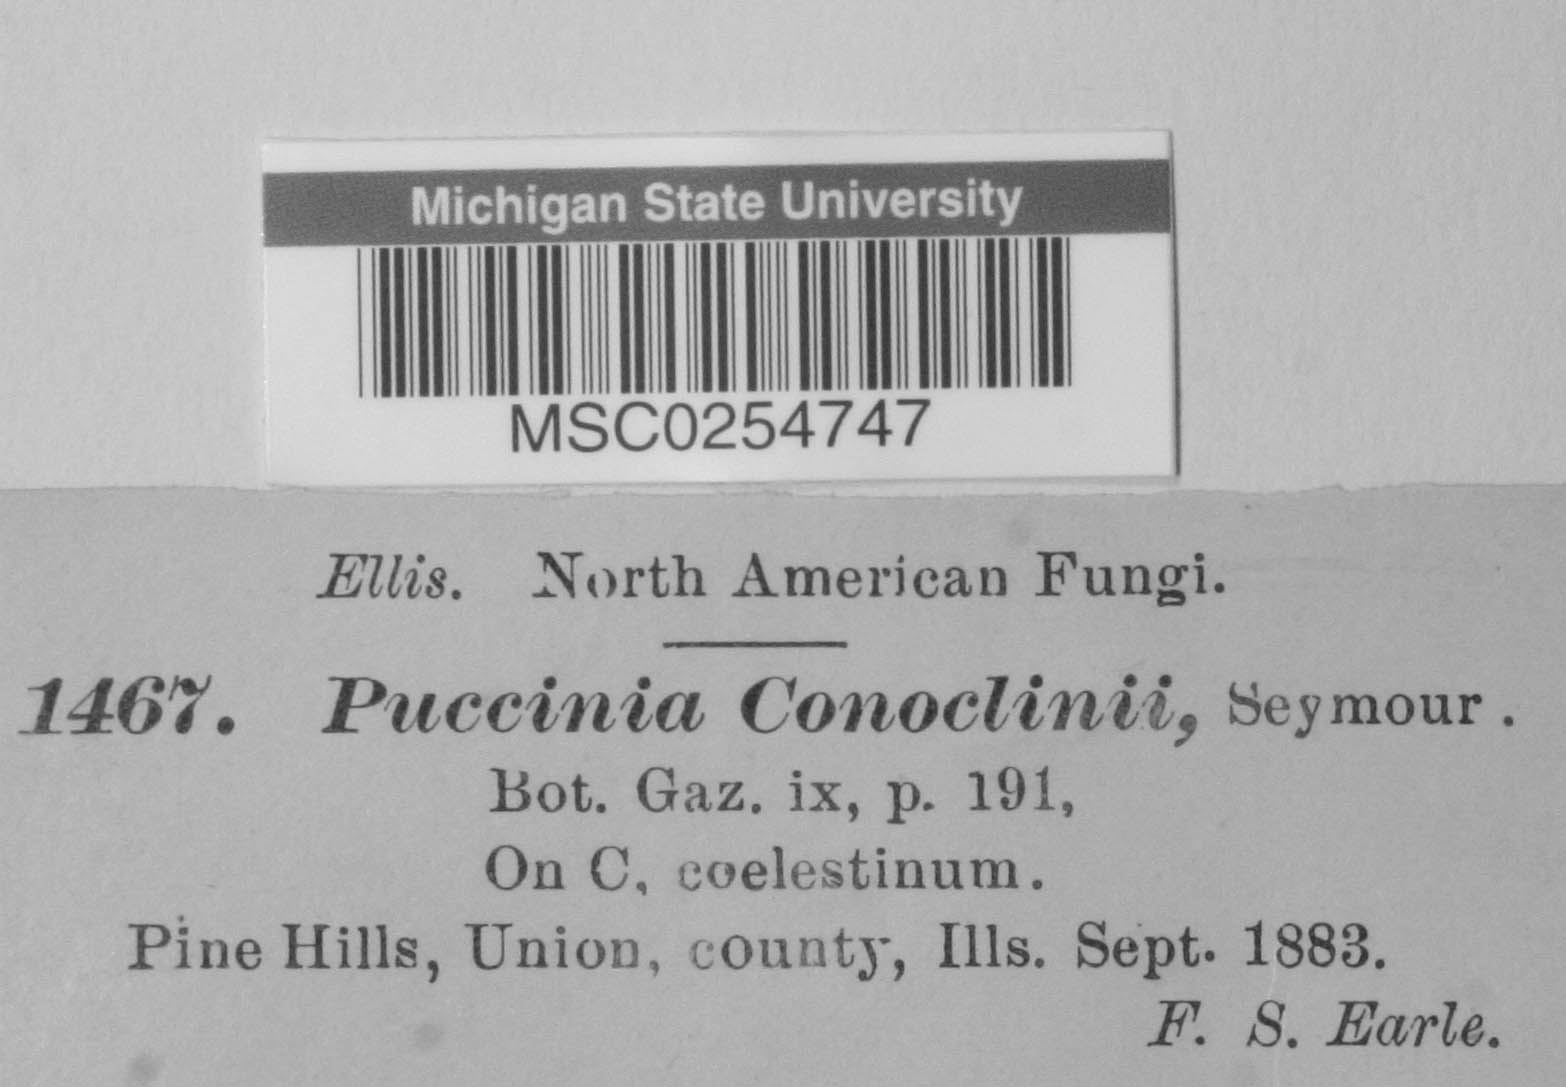 Michigan State University
MSC0254747
Ellis. North American Fungi.
1467. Puccinia Conoclinii, Seymour.
Bot. Gaz. ix, p. 191,
On C, coelestinum.
Pine Hills, Union, county, Ills. Sept. 1883.
F. S. Earle.